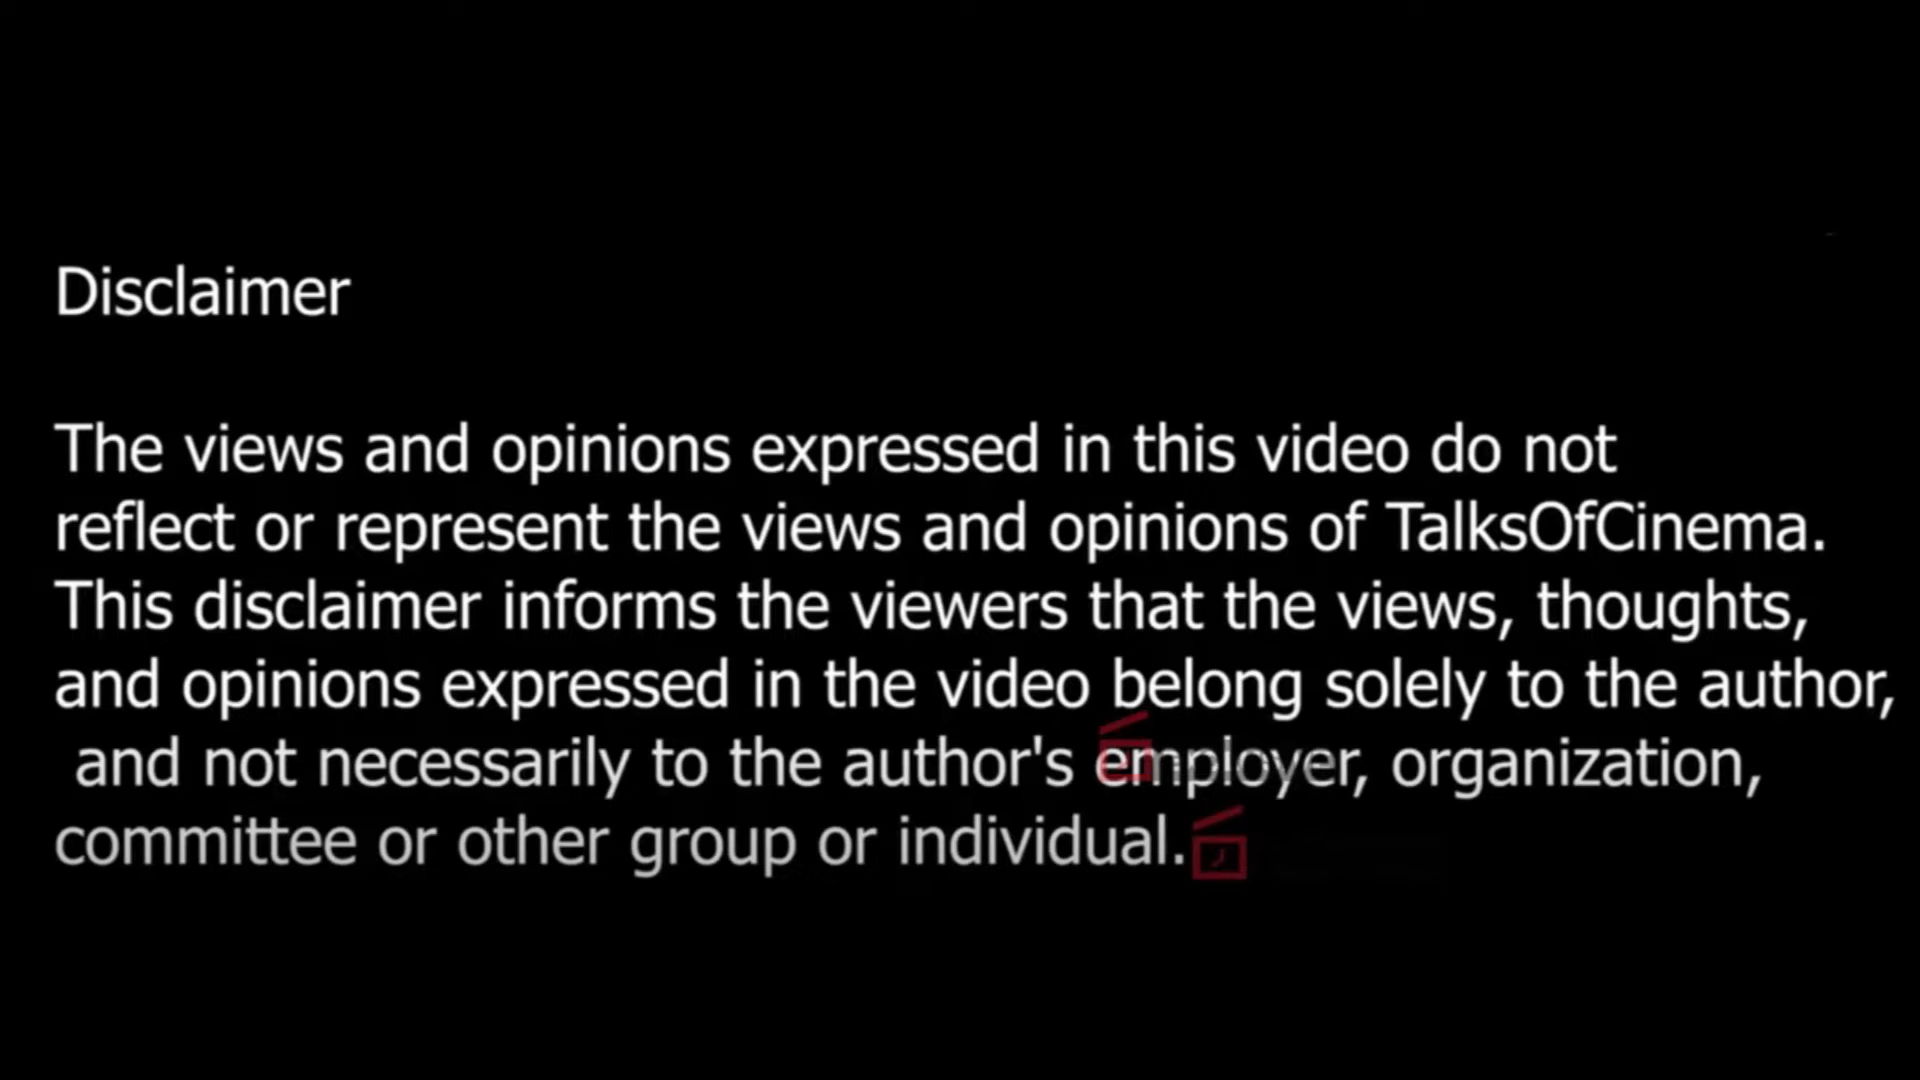 Disclaimer
The views and opinions expressed in this video do not
reflect or represent the views and opinions of TalksOfCinema.
This disclaimer informs the viewers that the views, thoughts,
and opinions expressed in the video belong solely to the author,
and not necessarily to the author's employer, organization,
committee or other group or individual.